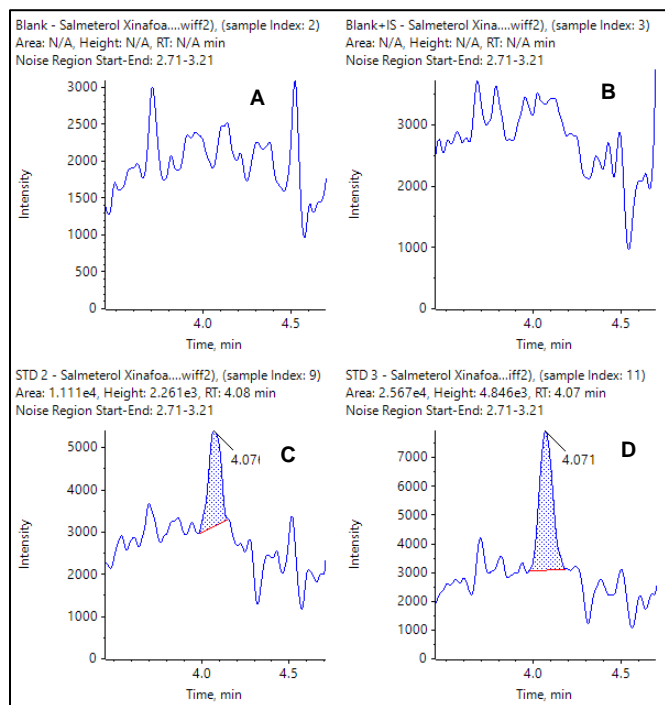 Blank - Salmeterol Xinafoa....wiff2), (sample Index: 2)
Area: N/A, Height: N/A, RT: N/A min
Noise Region Start-End: 2.71-3.21
A
3000
2500
2000
1500
1000
500
0
Intensity
4.0
4.5
Time, min
Blank+IS - Salmeterol Xina....wiff2), (sample Index: 3)
Area: N/A, Height: N/A, RT: N/A min
Noise Region Start-End: 2.71-3.21
B
3000
2000
1000
0
Intensity
4.0
4.5
Time, min
STD 2 - Salmeterol Xinafoa....wiff2), (sample Index: 9)
Area: 1.111e4, Height: 2.261e3, RT: 4.08 min
Noise Region Start-End: 2.71-3.21
C
4.076
5000
4000
3000
2000
1000
0
Intensity
4.0
4.5
Time, min
STD 3 - Salmeterol Xinafoa....iff2), (sample Index: 11)
Area: 2.567e4, Height: 4.846e3, RT: 4.07 min
Noise Region Start-End: 2.71-3.21
D
4.071
7000
6000
5000
4000
3000
2000
1000
0
Intensity
4.0
4.5
Time, min